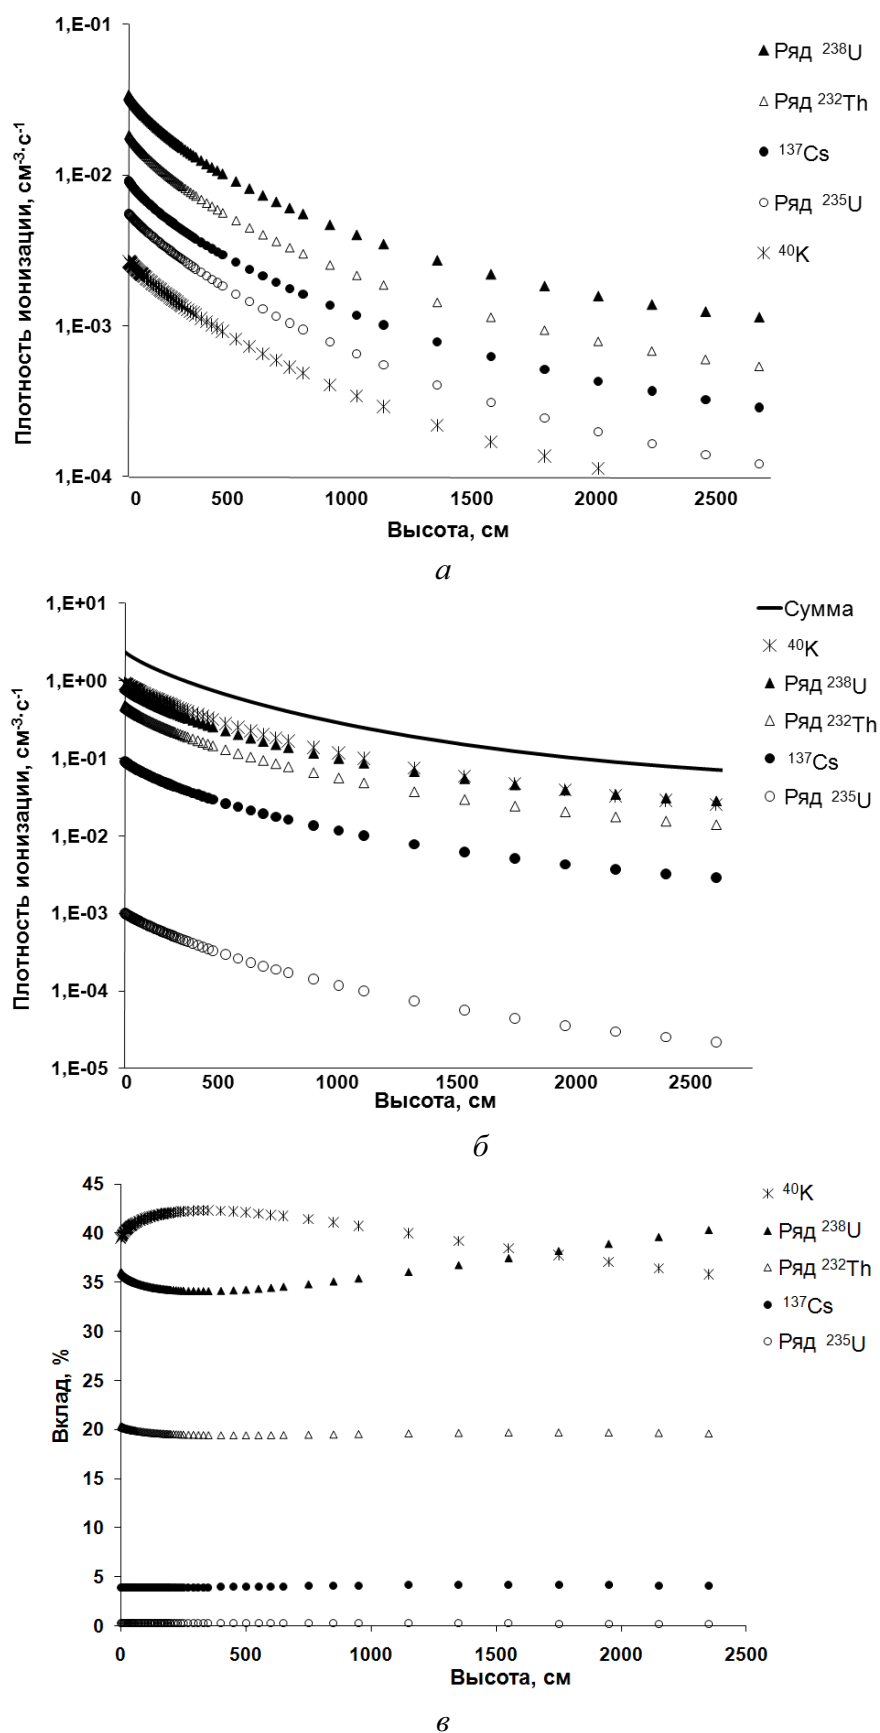 1,E-01
1,E-02
1,E-03
1,E-04
Плотность ионизации, см⁻³·с⁻¹
0 500 1000 1500 2000 2500
Высота, см
Ряд ²³⁸U
Ряд ²³²Th
¹³⁷Cs
Ряд ²³⁵U
⁴⁰K
а
1,E+01
1,E+00
1,E-01
1,E-02
1,E-03
1,E-04
1,E-05
Плотность ионизации, см⁻³·с⁻¹
0 500 1000 1500 2000 2500
Высота, см
Сумма
⁴⁰K
Ряд ²³⁸U
Ряд ²³²Th
¹³⁷Cs
Ряд ²³⁵U
б
45
40
35
30
25
20
15
10
5
0
Вклад, %
0 500 1000 1500 2000 2500
Высота, см
⁴⁰K
Ряд ²³⁸U
Ряд ²³²Th
¹³⁷Cs
Ряд ²³⁵U
в